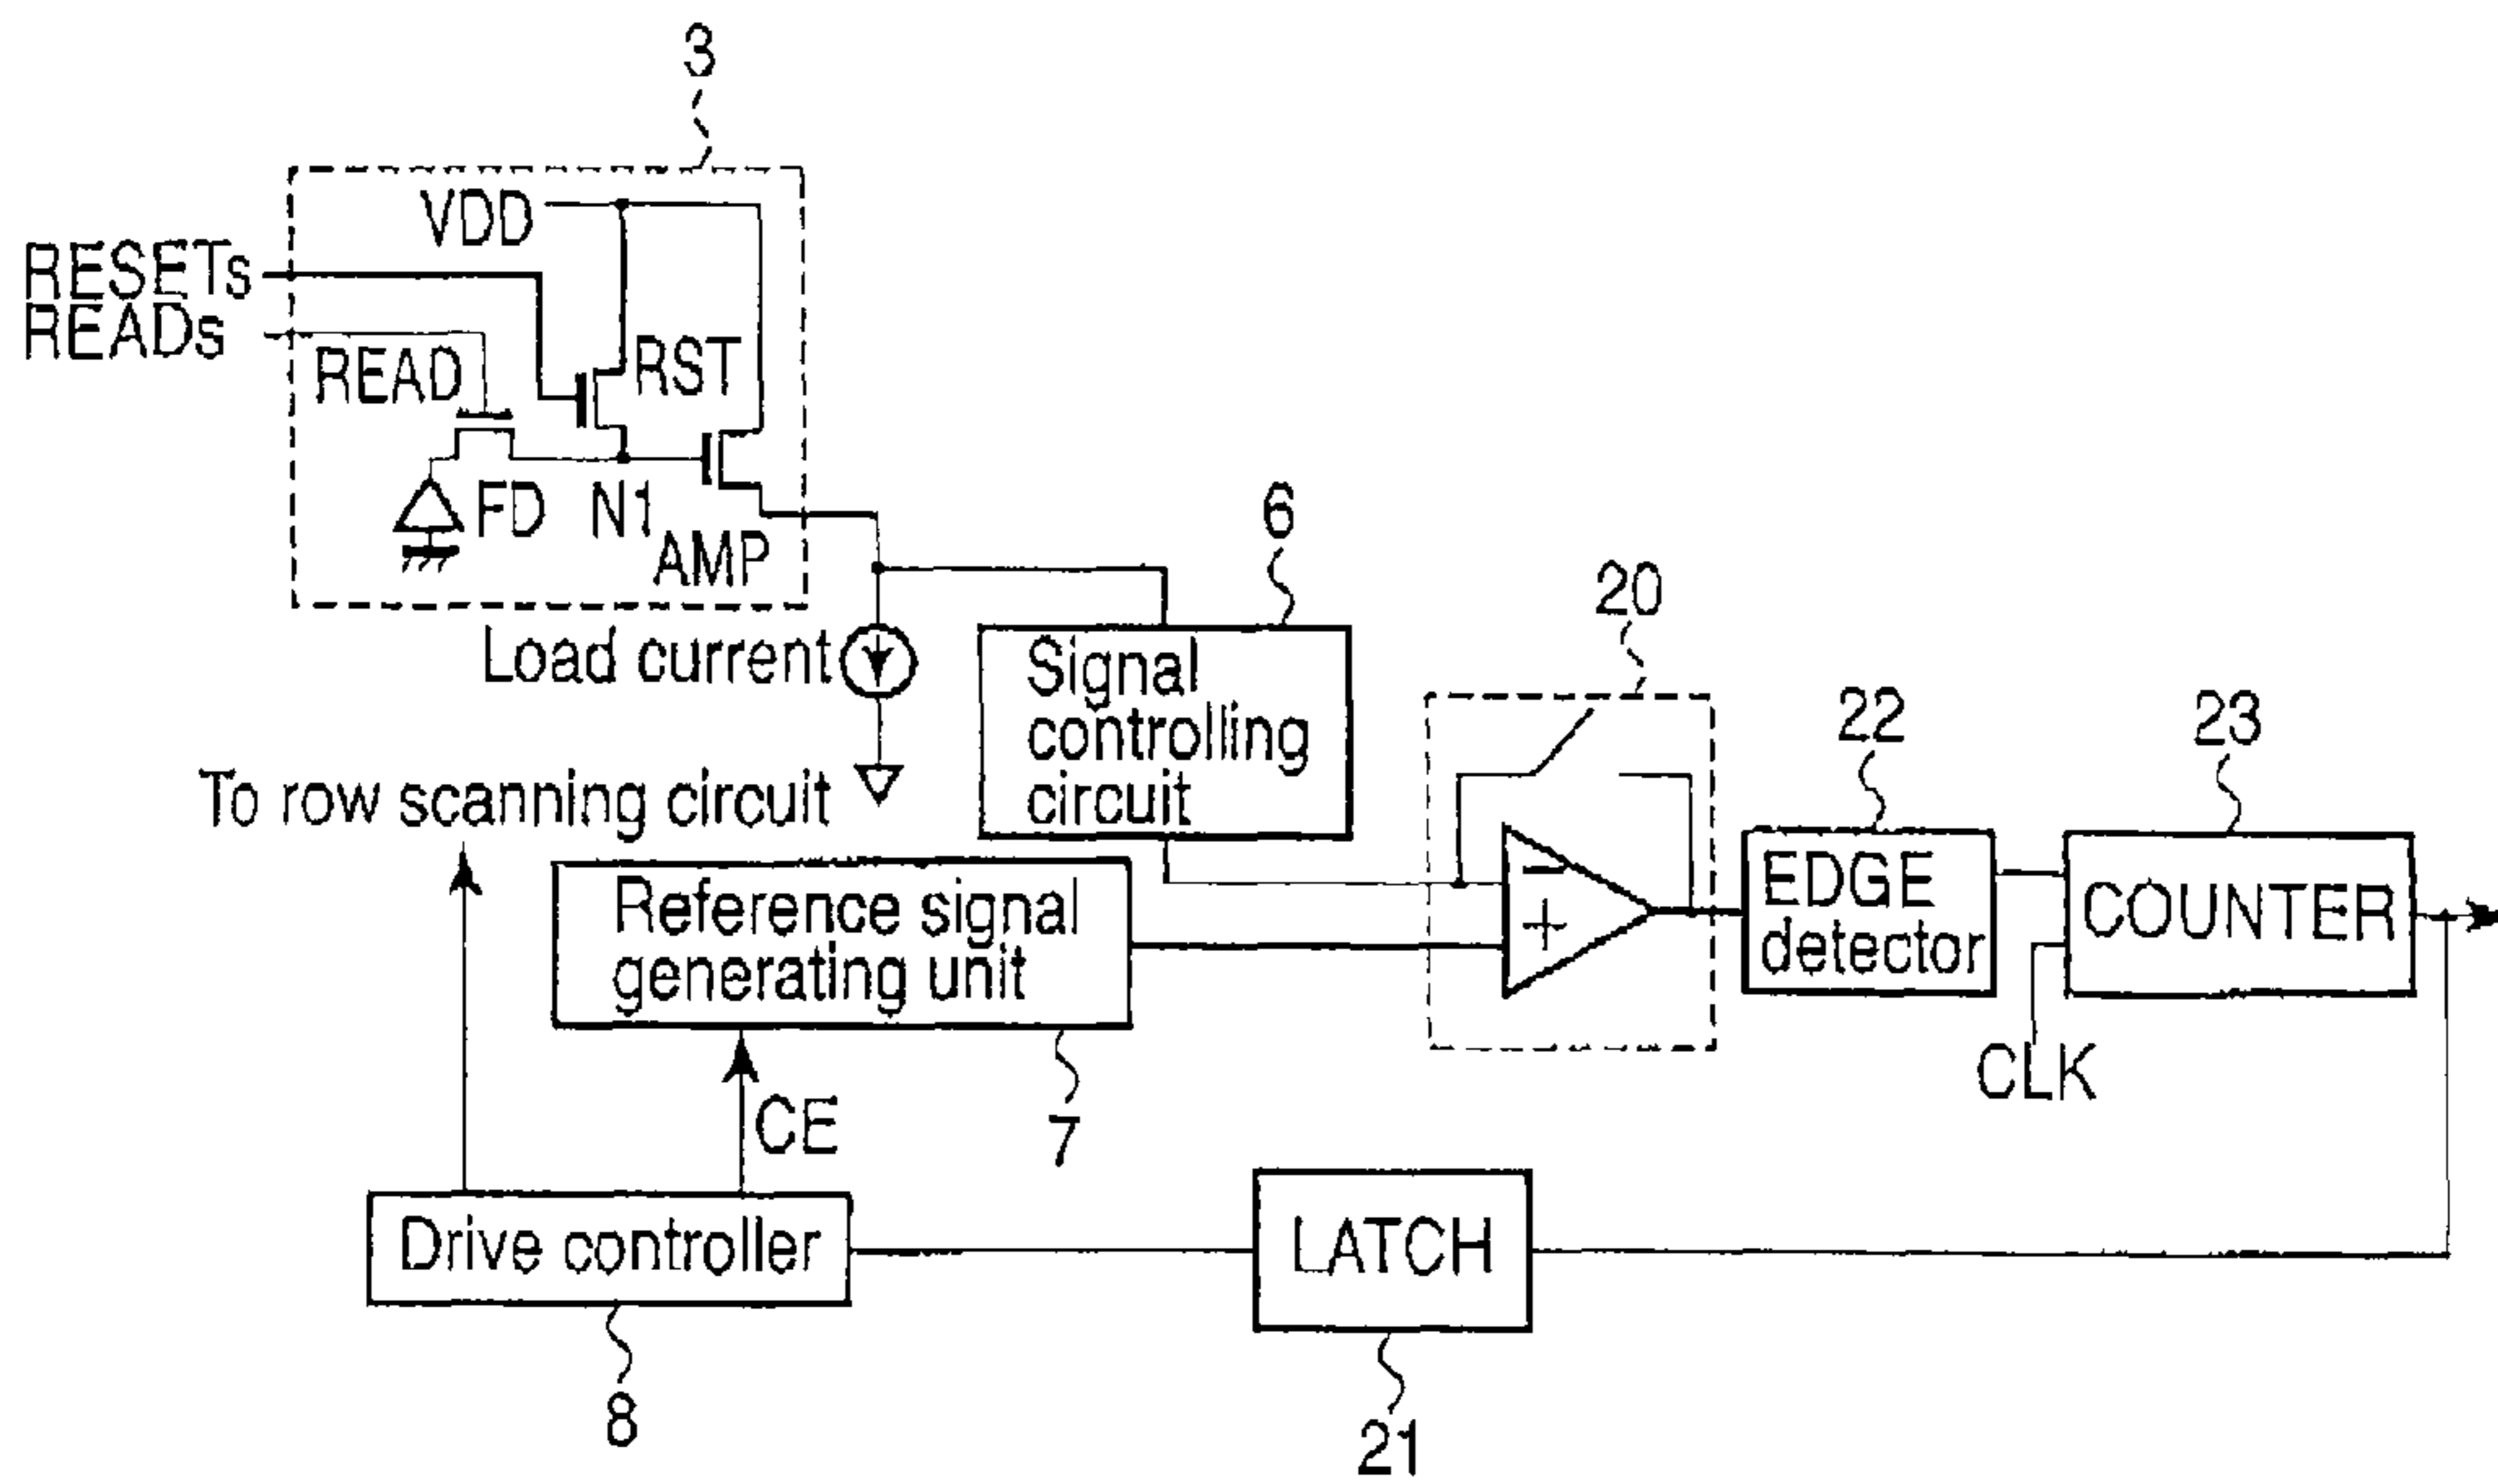 3
VDD
RESETs
READs
READ
RST
FD
N1
AMP
6
20
Load current
Signal
controlling
circuit
22
23
To row scanning circuit
−
+
EDGE
detector
COUNTER
Reference signal
generating unit
CLK
CE
7
Drive controller
LATCH
8
21